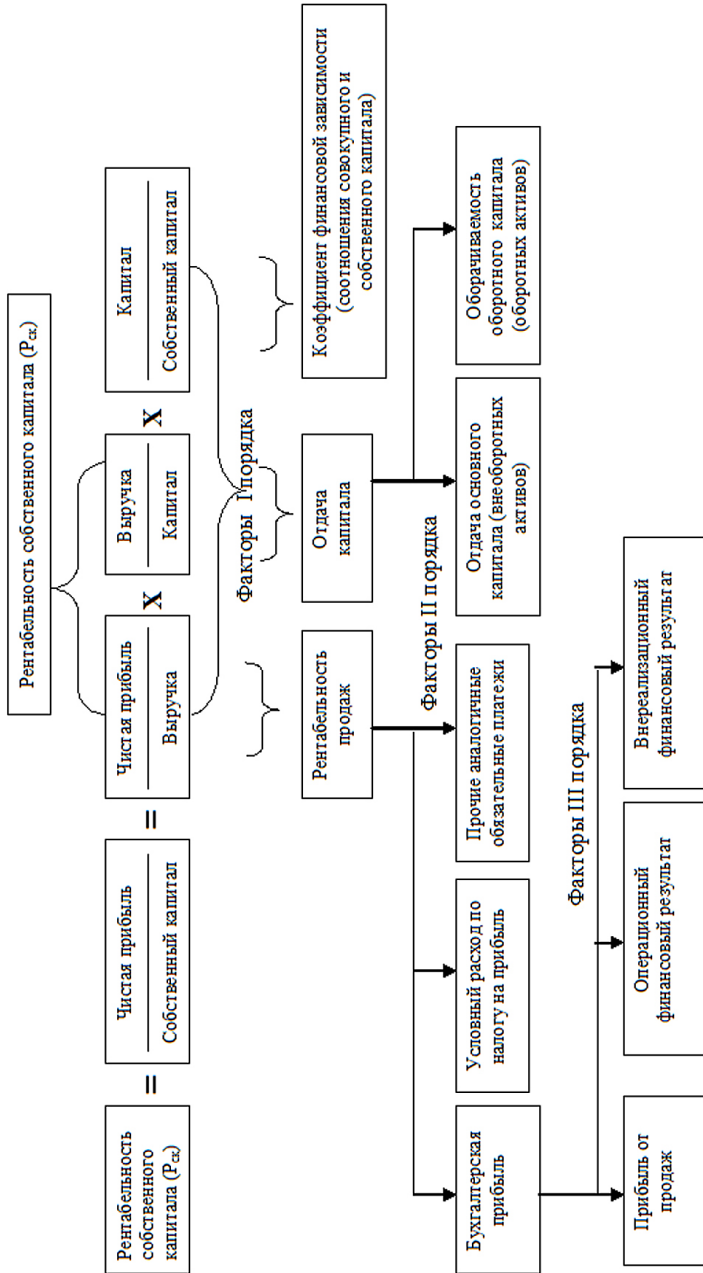 Рентабельность собственного капитала (Рск)
Рентабельность
собственного
капитала (Рск)
=
Чистая прибыль
Собственный капитал
=
Чистая прибыль
Выручка
X
Выручка
Капитал
X
Капитал
Собственный капитал
Факторы I порядка
Рентабельность
продаж
Отдача
капитала
Коэффициент финансовой зависимости
(соотношения совокупного и
собственного капитала)
Факторы II порядка
Бухгалтерская
прибыль
Условный расход по
налогу на прибыль
Прочие аналогичные
обязательные платежи
Отдача основного
капитала (внеоборотных
активов)
Оборачиваемость
оборотного капитала
(оборотных активов)
Факторы III порядка
Прибыль от
продаж
Операционный
финансовый результат
Внереализационный
финансовый результат